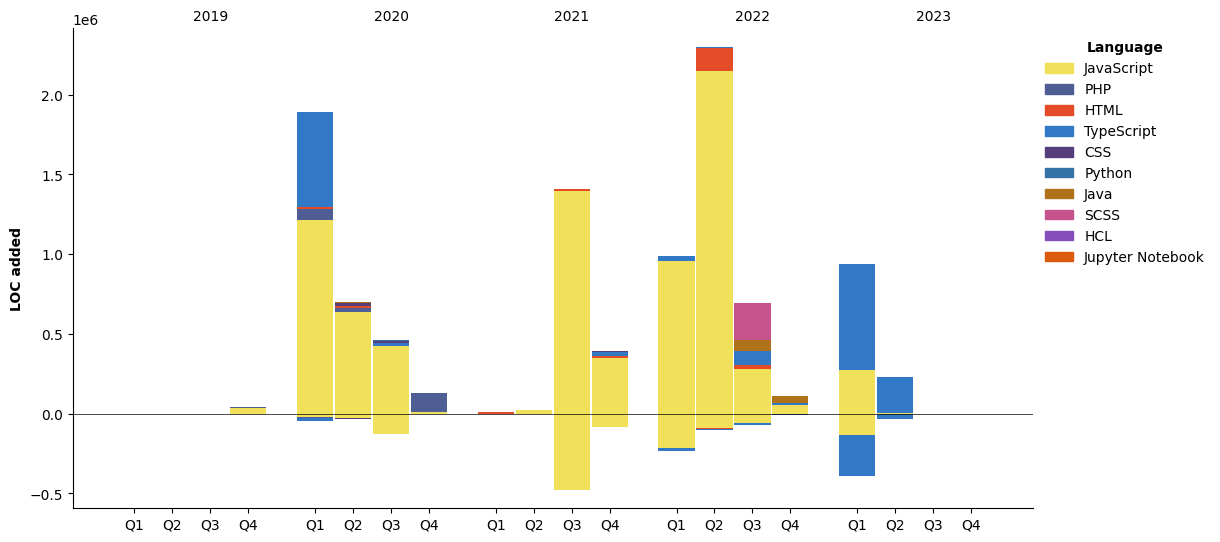 1e6
2019 2020 2021 2022 2023
LOC added
2.0
1.5
1.0
0.5
0.0
−0.5
Q1 Q2 Q3 Q4 Q1 Q2 Q3 Q4 Q1 Q2 Q3 Q4 Q1 Q2 Q3 Q4 Q1 Q2 Q3 Q4
Language
JavaScript
PHP
HTML
TypeScript
CSS
Python
Java
SCSS
HCL
Jupyter Notebook